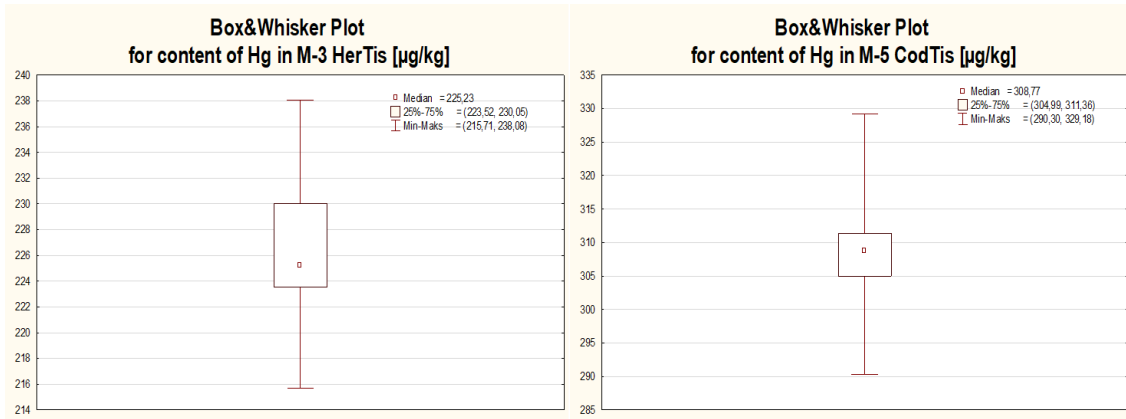 Box&Whisker Plot
for content of Hg in M-3 HerTis [µg/kg]
240
238
236
234
232
230
228
226
224
222
220
218
216
214
Median = 225,23
25%-75% = (223,52, 230,05)
Min-Maks = (215,71, 238,08)
Box&Whisker Plot
for content of Hg in M-5 CodTis [µg/kg]
335
330
325
320
315
310
305
300
295
290
285
Median = 308,77
25%-75% = (304,99, 311,36)
Min-Maks = (290,30, 329,18)